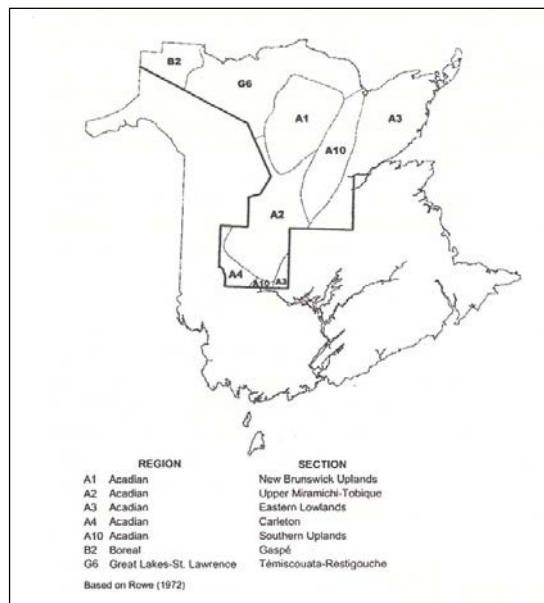 B2
G6
A1
A3
A10
A2
A4
A10
A3
REGION SECTION
A1 Acadian New Brunswick Uplands
A2 Acadian Upper Miramichi-Tobique
A3 Acadian Eastern Lowlands
A4 Acadian Carleton
A10 Acadian Southern Uplands
B2 Boreal Gaspé
G6 Great Lakes-St. Lawrence Témiscouata-Restigouche
Based on Rowe (1972)